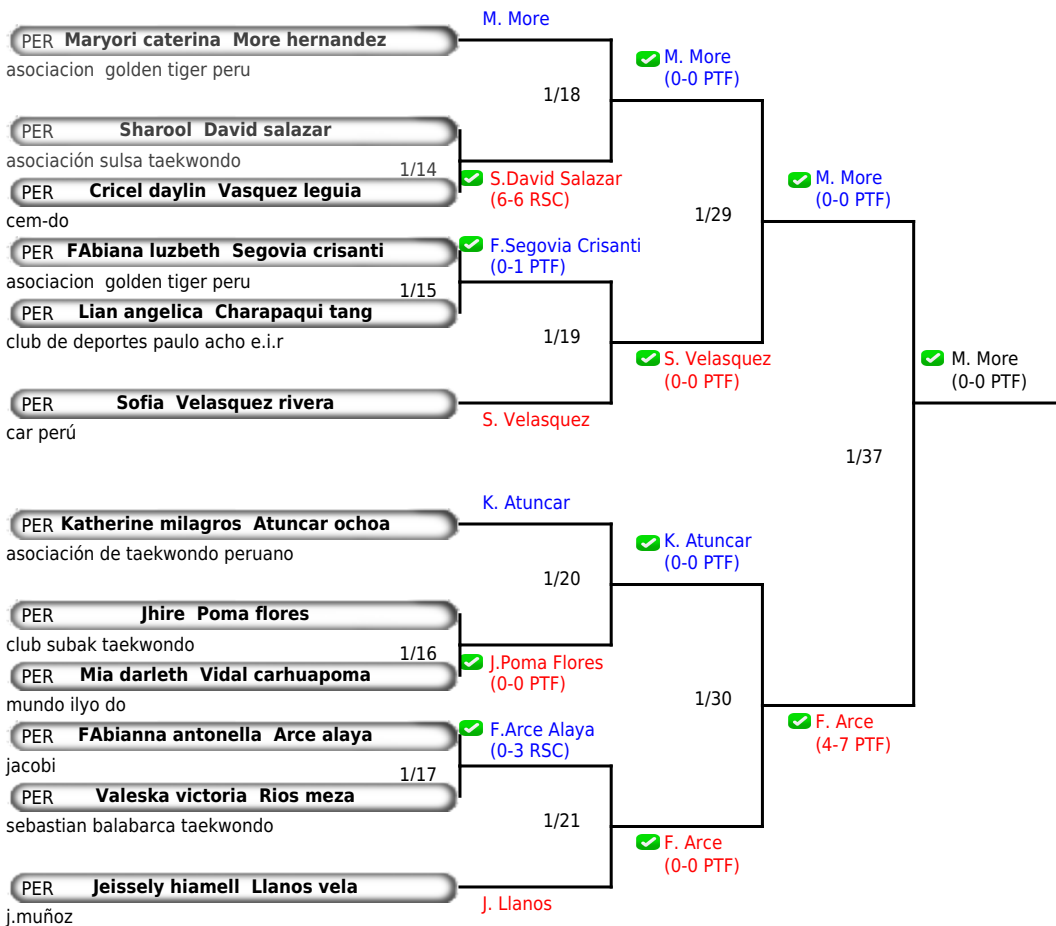 M. More
PER Maryori caterina More hernandez
asociacion golden tiger peru
M. More
(0-0 PTF)
1/18
PER Sharool David salazar
asociación sulsa taekwondo
1/14
S.David Salazar
(6-6 RSC)
PER Cricel daylin Vasquez leguia
cem-do
M. More
(0-0 PTF)
1/29
PER FAbiana luzbeth Segovia crisanti
F.Segovia Crisanti
(0-1 PTF)
asociacion golden tiger peru
1/15
PER Lian angelica Charapaqui tang
club de deportes paulo acho e.i.r
1/19
S. Velasquez
(0-0 PTF)
M. More
(0-0 PTF)
PER Sofia Velasquez rivera
S. Velasquez
car perú
1/37
K. Atuncar
PER Katherine milagros Atuncar ochoa
asociación de taekwondo peruano
K. Atuncar
(0-0 PTF)
1/20
PER Jhire Poma flores
club subak taekwondo
1/16
J.Poma Flores
(0-0 PTF)
PER Mia darleth Vidal carhuapoma
mundo ilyo do
1/30
F. Arce
(4-7 PTF)
PER FAbianna antonella Arce alaya
F.Arce Alaya
(0-3 RSC)
jacobi
1/17
PER Valeska victoria Rios meza
sebastian balabarca taekwondo
1/21
F. Arce
(0-0 PTF)
PER Jeissely hiamell Llanos vela
J. Llanos
j.muñoz